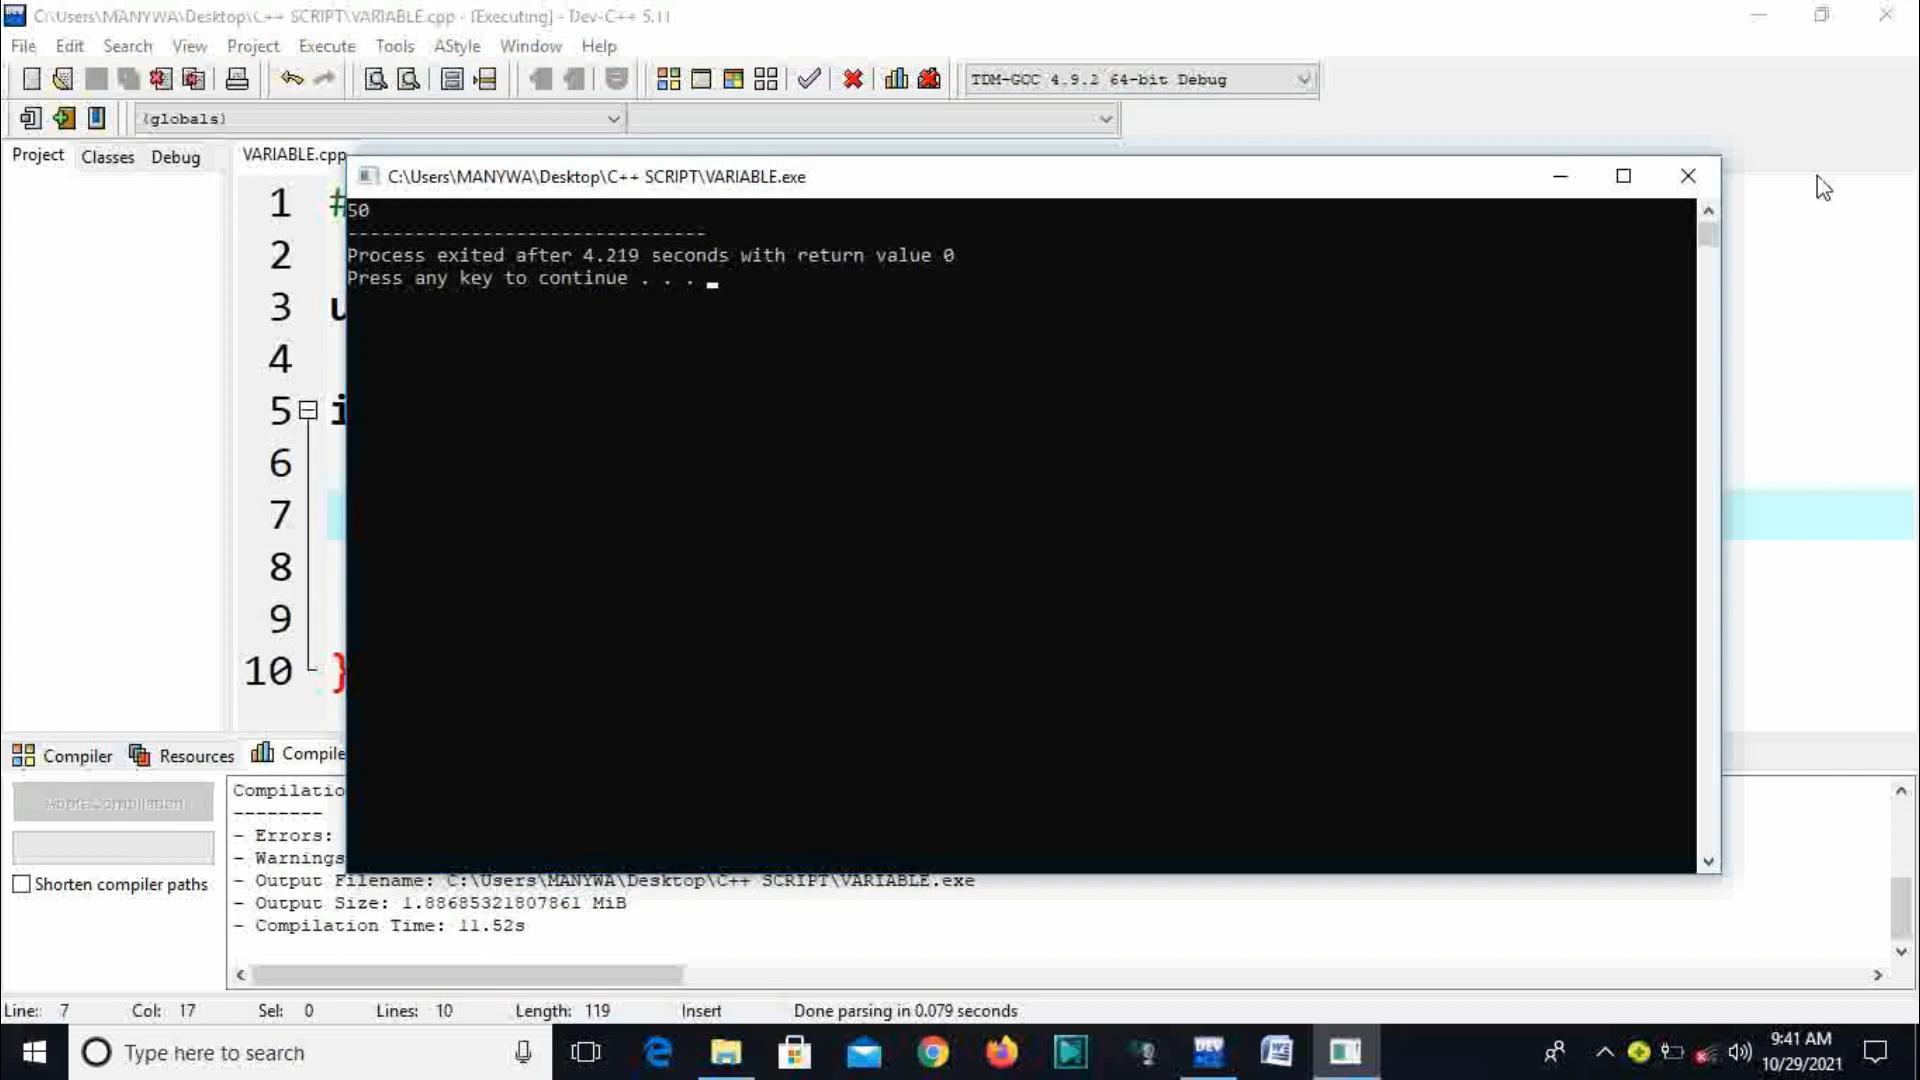 C:\Users\MANYWA\Desktop\C++ SCRIPT\VARIABLE.cpp - [Executing] - Dev-C++ 5.11
File Edit Search View Project Execute Tools AStyle Window Help
TDM-GCC 4.9.2 64-bit Debug
(globals)
Project Classes Debug
VARIABLE.cpp
C:\Users\MANYWA\Desktop\C++ SCRIPT\VARIABLE.exe
1 #
2
3 u
4
5 i
6
7
8
9
10 }
50
--------------------------------
Process exited after 4.219 seconds with return value 0
Press any key to continue . . .
Compiler Resources Compile
Abort Compilation
Shorten compiler paths
Compilatio
--------
- Errors:
- Warnings
- Output Filename: C:\Users\MANYWA\Desktop\C++ SCRIPT\VARIABLE.exe
- Output Size: 1.88685321807861 MiB
- Compilation Time: 11.52s
Line: 7 Col: 17 Sel: 0 Lines: 10 Length: 119 Insert Done parsing in 0.079 seconds
Type here to search
DEV
9:41 AM
10/29/2021